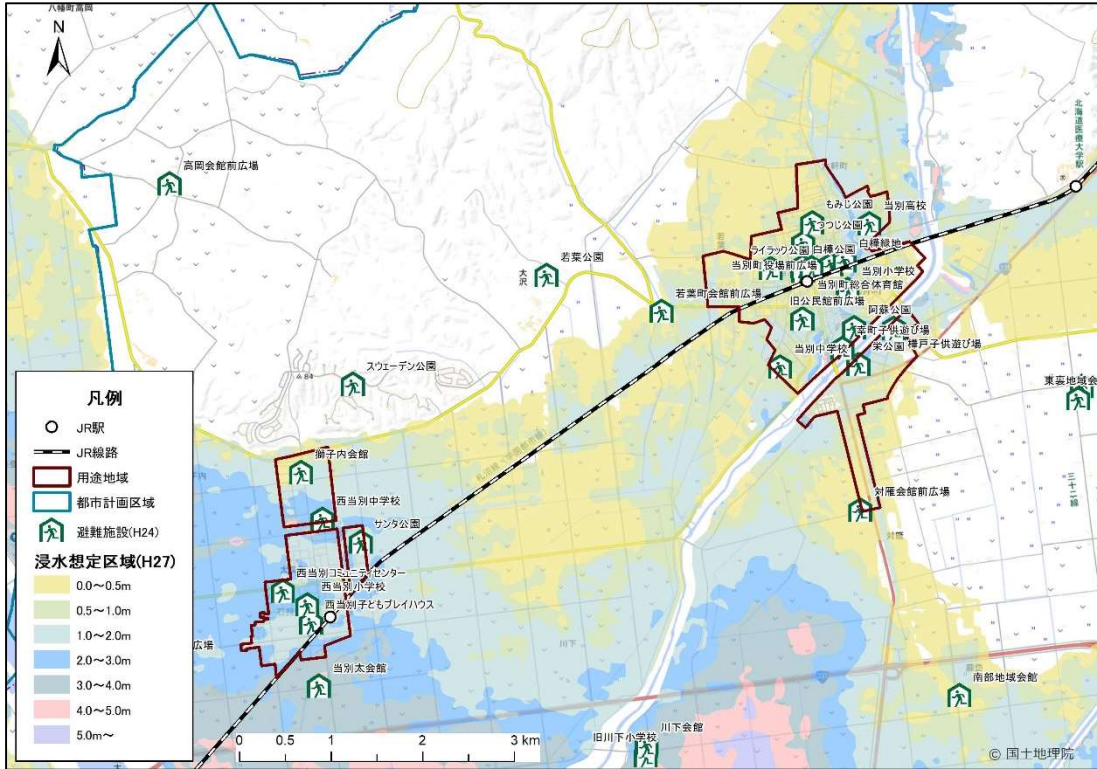 八幡町高岡
N
高岡会館前広場
北海道医療大学駅
もみじ公園
当別高校
つつじ公園
ライラック公園
白樺公園
白樺緑地
当別町役場前広場
当別小学校
当別町総合体育館
若葉公園
大沢
若葉町会館前広場
旧公民館前広場
阿蘇公園
幸町子供遊び場
当別中学校
栄公園
樺戸子供遊び場
スウェーデン公園
84
東裏地域会
三十二線
獅子内会館
西当別中学校
サンタ公園
対雁会館前広場
対雁
西当別コミュニティセンター
西当別小学校
西当別子どもプレイハウス
広場
川下
当別太会館
南部地域会館
川下会館
旧川下小学校
凡例
JR駅
JR線路
用途地域
都市計画区域
避難施設(H24)
浸水想定区域(H27)
0.0～0.5m
0.5～1.0m
1.0～2.0m
2.0～3.0m
3.0～4.0m
4.0～5.0m
5.0m～
0 0.5 1 2 3 km
© 国土地理院